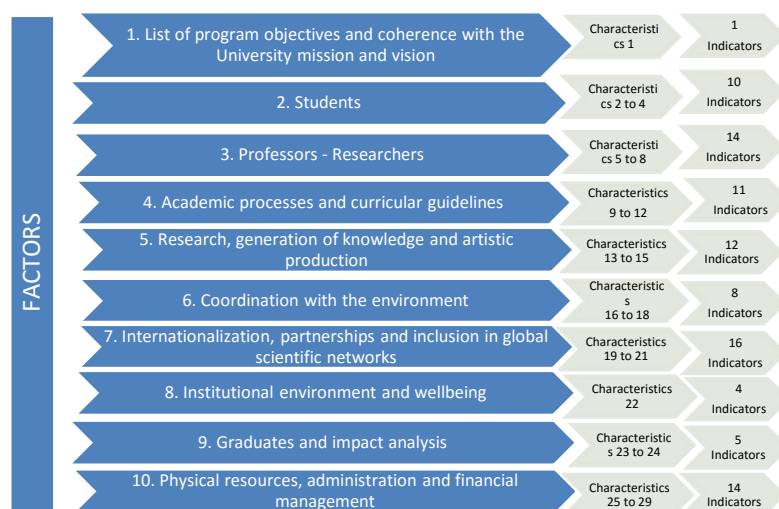 FACTORS
1. List of program objectives and coherence with the
University mission and vision
Characteristi
cs 1
1
Indicators
2. Students
Characteristi
cs 2 to 4
10
Indicators
3. Professors - Researchers
Characteristi
cs 5 to 8
14
Indicators
4. Academic processes and curricular guidelines
Characteristics
9 to 12
11
Indicators
5. Research, generation of knowledge and artistic
production
Characteristics
13 to 15
12
Indicators
6. Coordination with the environment
Characteristic
s
16 to 18
8
Indicators
7. Internationalization, partnerships and inclusion in global
scientific networks
Characteristics
19 to 21
16
Indicators
8. Institutional environment and wellbeing
Characteristics
22
4
Indicators
9. Graduates and impact analysis
Characteristic
s 23 to 24
5
Indicators
10. Physical resources, administration and financial
management
Characteristics
25 to 29
14
Indicators